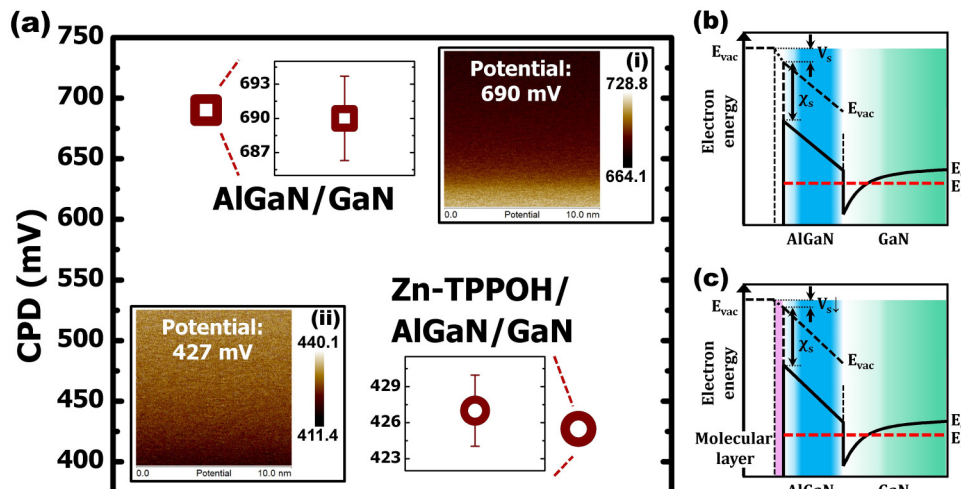 (a)
750
700
650
600
550
500
450
400
CPD (mV)
693
690
687
AlGaN/GaN
Potential:
690 mV
(i)
728.8
664.1
0.0 Potential 10.0 nm
Zn-TPPOH/
AlGaN/GaN
Potential:
427 mV
(ii)
440.1
411.4
0.0 Potential 10.0 nm
429
426
423
(b)
Evac
Vs
χs
Evac
Electron
energy
E
E
AlGaN GaN
(c)
Evac
Vs↓
χs
Evac
Electron
energy
E
E
Molecular
layer
AlGaN GaN